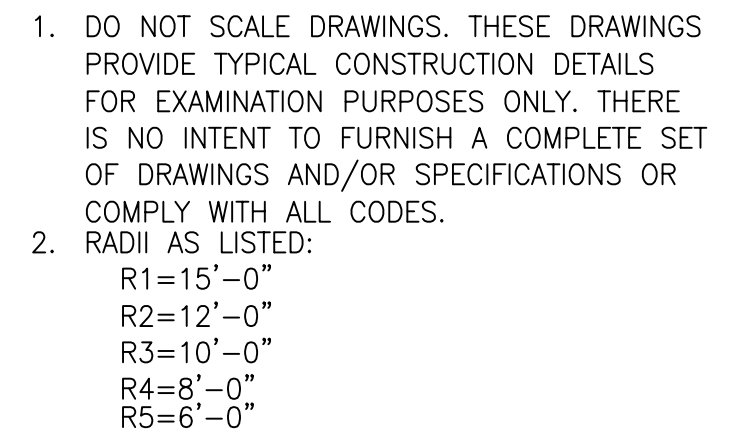 1. DO NOT SCALE DRAWINGS. THESE DRAWINGS
PROVIDE TYPICAL CONSTRUCTION DETAILS
FOR EXAMINATION PURPOSES ONLY. THERE
IS NO INTENT TO FURNISH A COMPLETE SET
OF DRAWINGS AND/OR SPECIFICATIONS OR
COMPLY WITH ALL CODES.
2. RADII AS LISTED:
R1=15'-0"
R2=12'-0"
R3=10'-0"
R4=8'-0"
R5=6'-0"